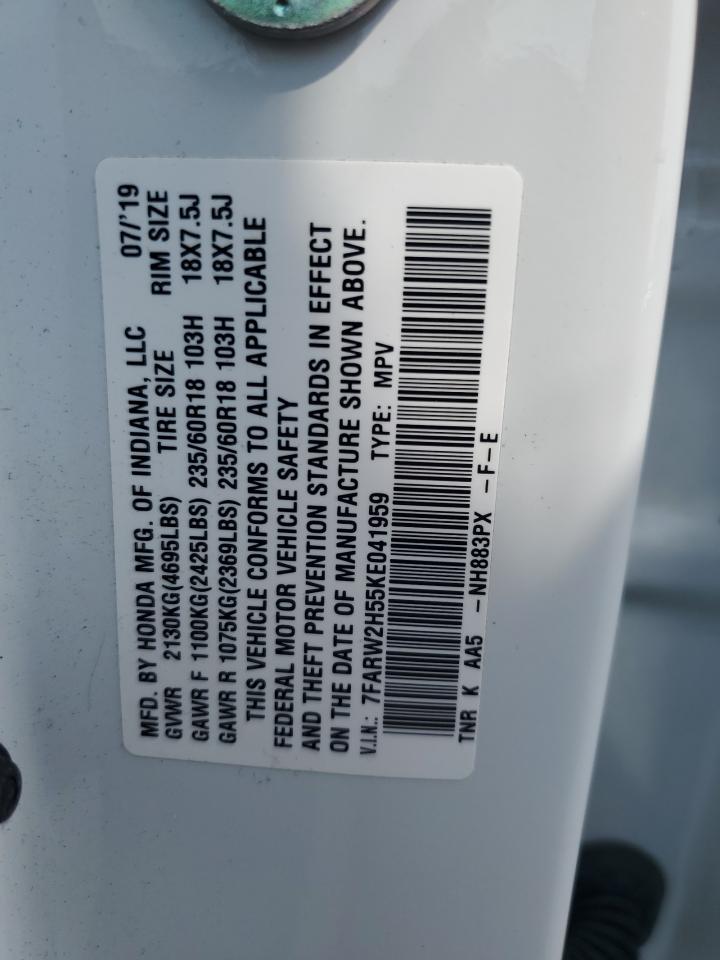 MFD. BY HONDA MFG. OF INDIANA, LLC 07/'19
GVWR 2130KG(4695LBS) TIRE SIZE RIM SIZE
GAWR F 1100KG(2425LBS) 235/60R18 103H 18X7.5J
GAWR R 1075KG(2369LBS) 235/60R18 103H 18X7.5J
THIS VEHICLE CONFORMS TO ALL APPLICABLE
FEDERAL MOTOR VEHICLE SAFETY
AND THEFT PREVENTION STANDARDS IN EFFECT
ON THE DATE OF MANUFACTURE SHOWN ABOVE.
V.I.N.: 7FARW2H55KE041959 TYPE: MPV
TNR K AA5 -NH883PX -F-E